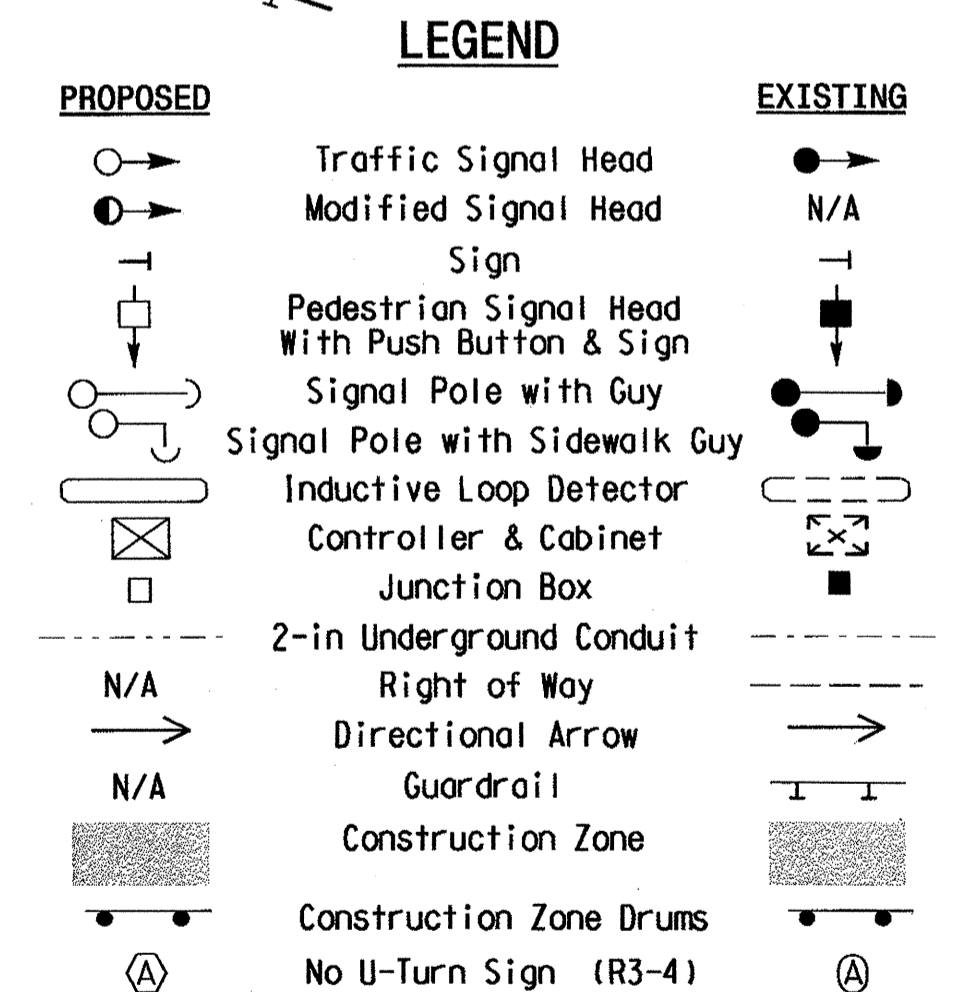 LEGEND
PROPOSED EXISTING
Traffic Signal Head
Modified Signal Head N/A
Sign
Pedestrian Signal Head
With Push Button & Sign
Signal Pole with Guy
Signal Pole with Sidewalk Guy
Inductive Loop Detector
Controller & Cabinet
Junction Box
2-in Underground Conduit
N/A Right of Way
Directional Arrow
N/A Guardrail
Construction Zone
Construction Zone Drums
A No U-Turn Sign (R3-4) A